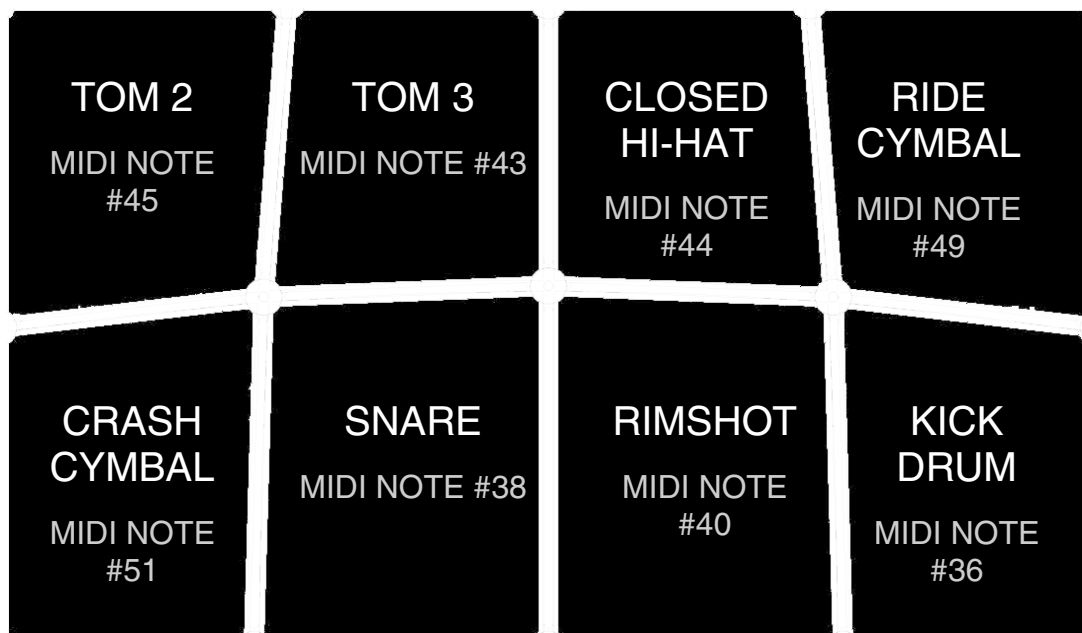 TOM 2
MIDI NOTE
#45
TOM 3
MIDI NOTE #43
CLOSED
HI-HAT
MIDI NOTE
#44
RIDE
CYMBAL
MIDI NOTE
#49
CRASH
CYMBAL
MIDI NOTE
#51
SNARE
MIDI NOTE #38
RIMSHOT
MIDI NOTE
#40
KICK
DRUM
MIDI NOTE
#36